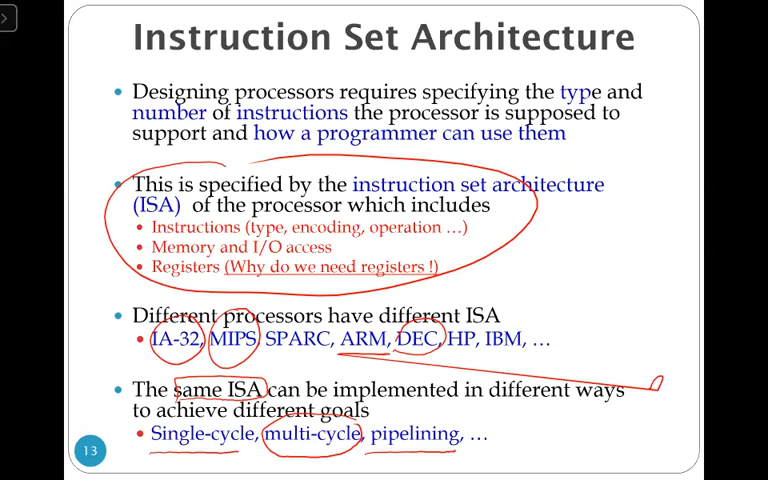 Instruction Set Architecture
• Designing processors requires specifying the type and
number of instructions the processor is supposed to
support and how a programmer can use them
• This is specified by the instruction set architecture
(ISA) of the processor which includes
• Instructions (type, encoding, operation …)
• Memory and I/O access
• Registers (Why do we need registers !)
• Different processors have different ISA
• IA-32, MIPS, SPARC, ARM, DEC, HP, IBM, …
• The same ISA can be implemented in different ways
to achieve different goals
• Single-cycle, multi-cycle, pipelining, …
13